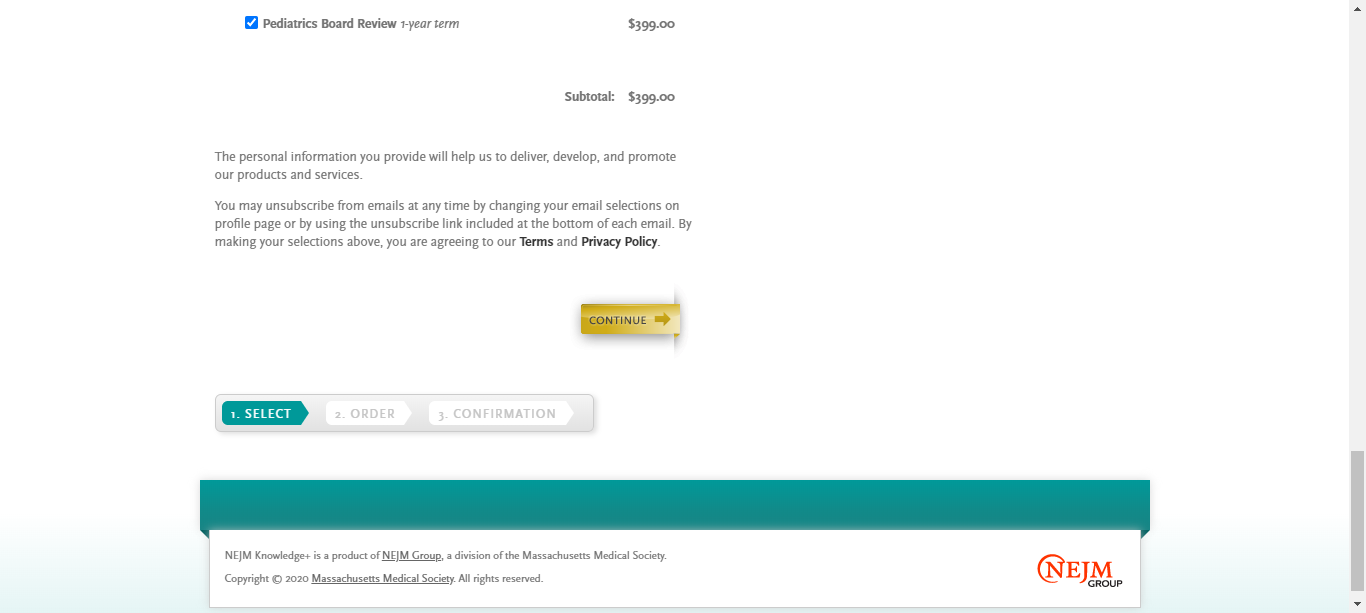 Pediatrics Board Review 1-year term $399.00
Subtotal: $399.00
The personal information you provide will help us to deliver, develop, and promote
our products and services.
You may unsubscribe from emails at any time by changing your email selections on
profile page or by using the unsubscribe link included at the bottom of each email. By
making your selections above, you are agreeing to our Terms and Privacy Policy.
CONTINUE
1. SELECT 2. ORDER 3. CONFIRMATION
NEJM Knowledge+ is a product of NEJM Group, a division of the Massachusetts Medical Society.
Copyright © 2020 Massachusetts Medical Society. All rights reserved.
NEJM
GROUP